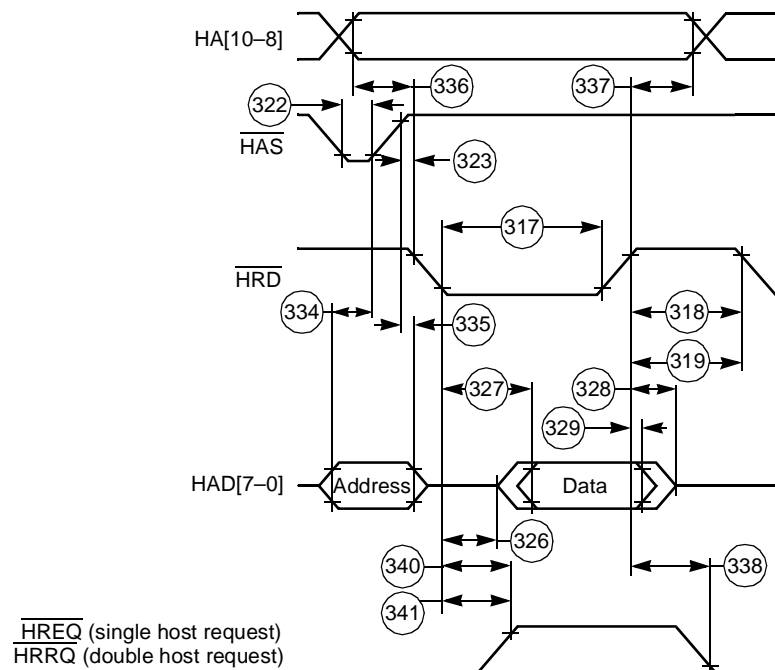 HA[10–8]
336
337
322
HAS
323
317
HRD
334
335
318
319
327
328
329
HAD[7–0]
Address
Data
326
340
338
341
HREQ (single host request)
HRRQ (double host request)